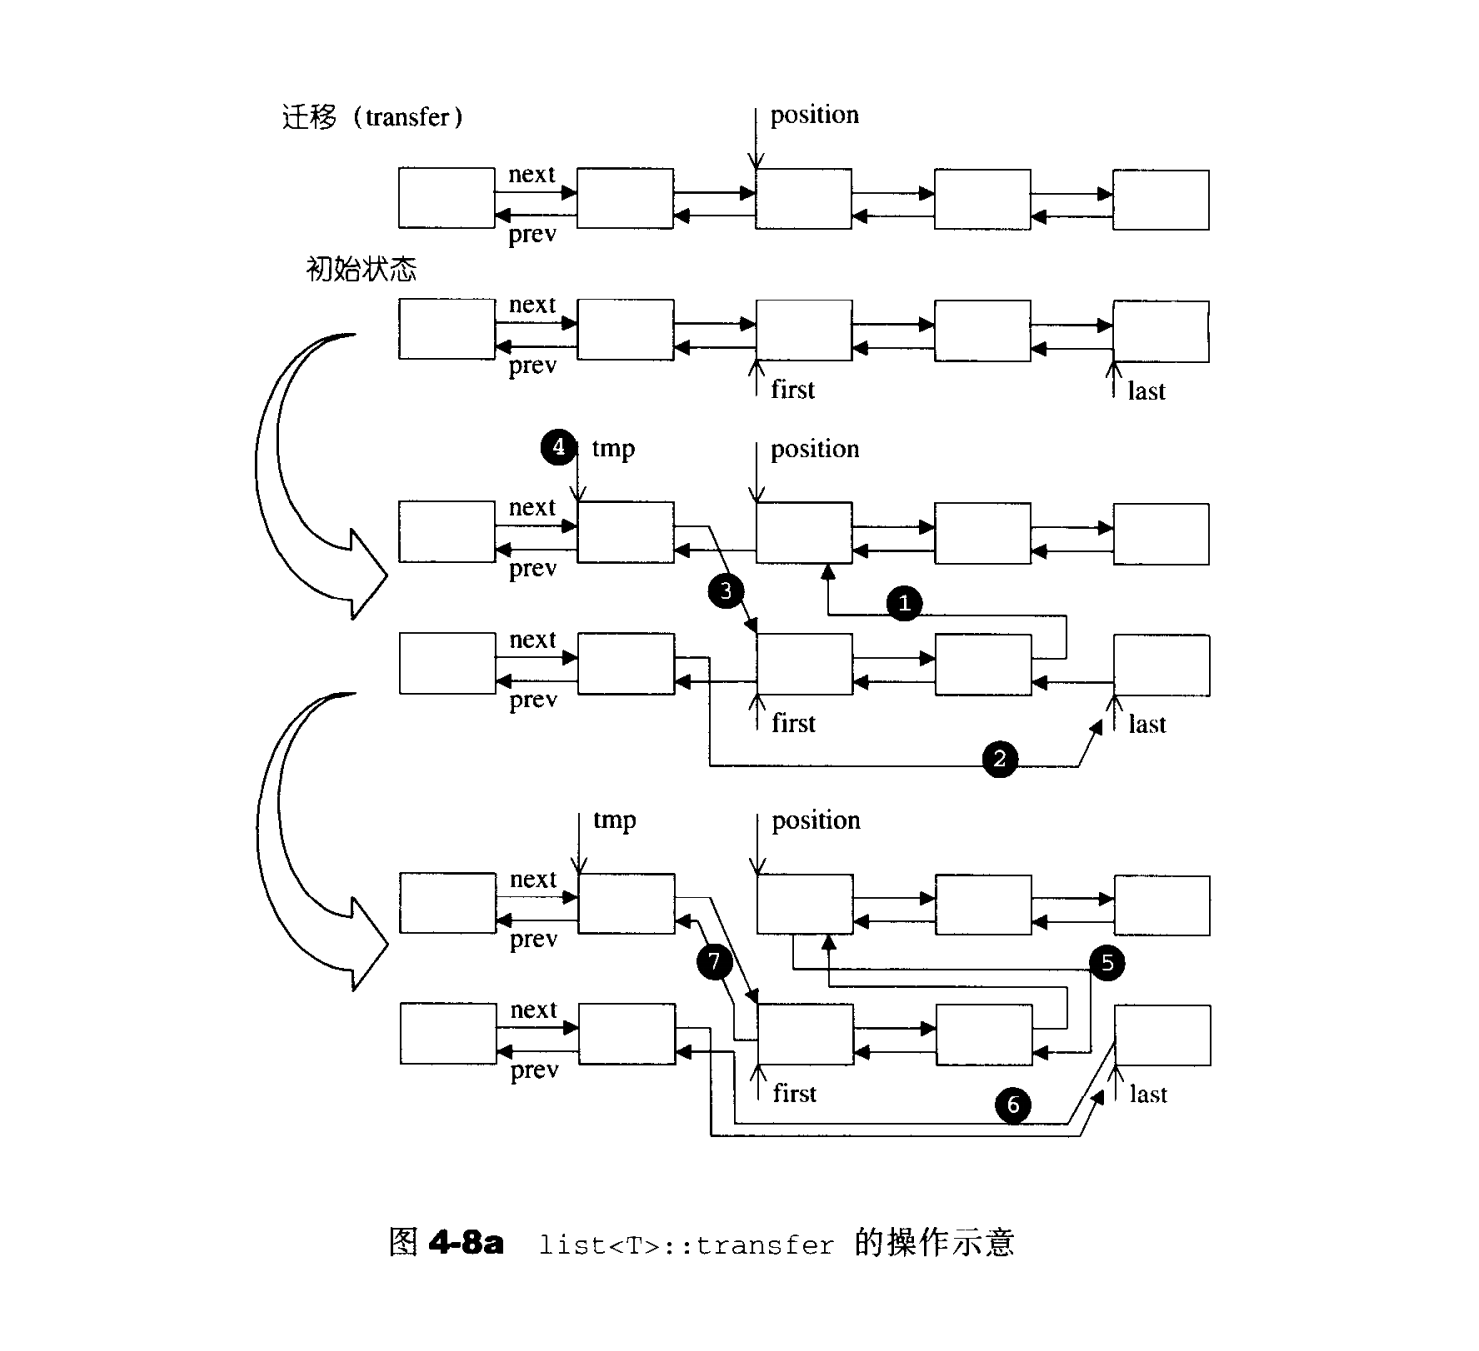 迁移 (transfer)
position
next
prev
初始状态
next
prev
first
last
4 tmp
position
next
prev
3
1
next
prev
first
last
2
tmp
position
next
prev
7
5
next
prev
first
6
last
图 4-8a list<T>::transfer 的操作示意